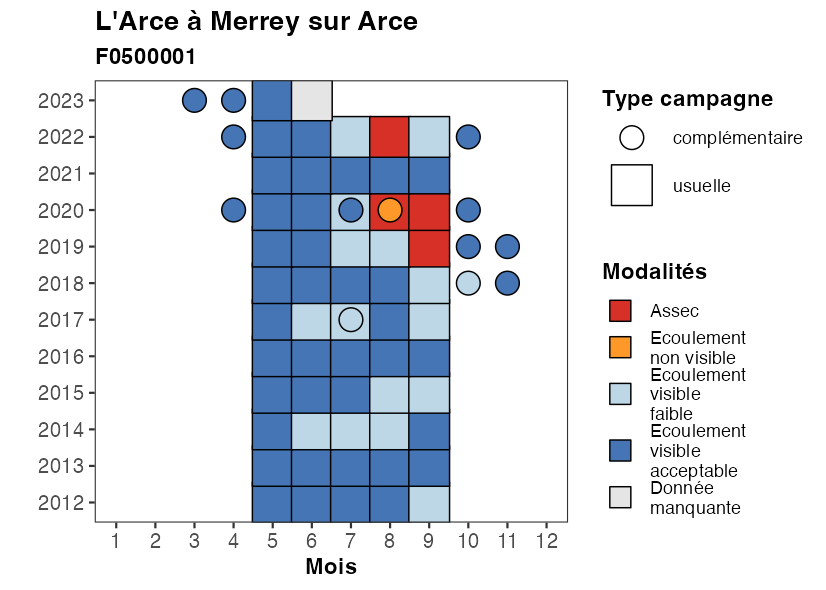 L'Arce à Merrey sur Arce
F0500001
2023
2022
2021
2020
2019
2018
2017
2016
2015
2014
2013
2012
1 2 3 4 5 6 7 8 9 10 11 12
Mois
Type campagne
complémentaire
usuelle
Modalités
Assec
Ecoulement
non visible
Ecoulement
visible
faible
Ecoulement
visible
acceptable
Donnée
manquante